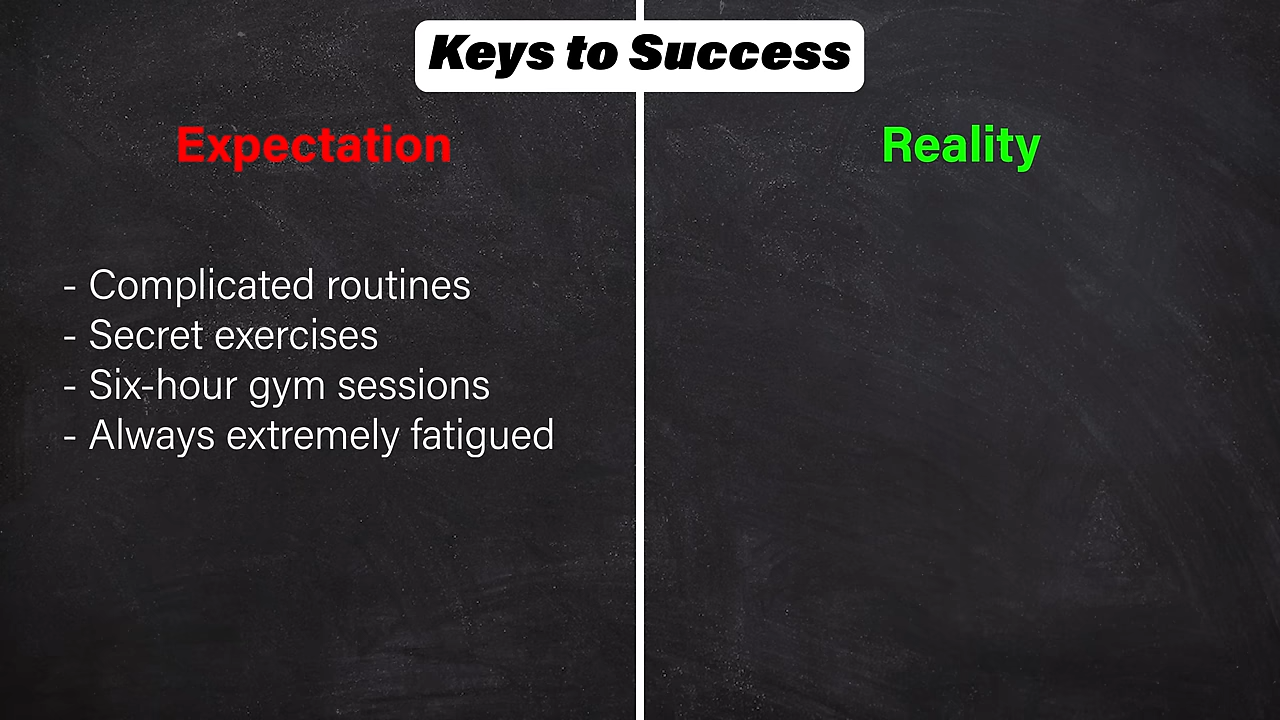 Keys to Success
Expectation
Reality
- Complicated routines
- Secret exercises
- Six-hour gym sessions
- Always extremely fatigued